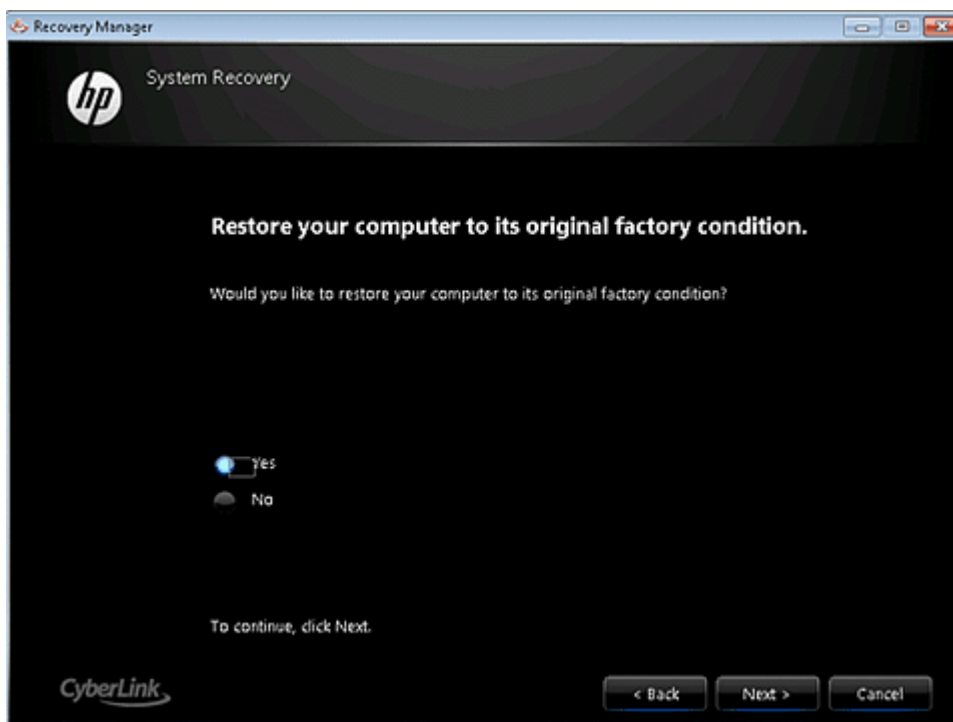 Recovery Manager
hp
System Recovery
Restore your computer to its original factory condition.
Would you like to restore your computer to its original factory condition?
Yes
No
To continue, click Next.
CyberLink
< Back
Next >
Cancel